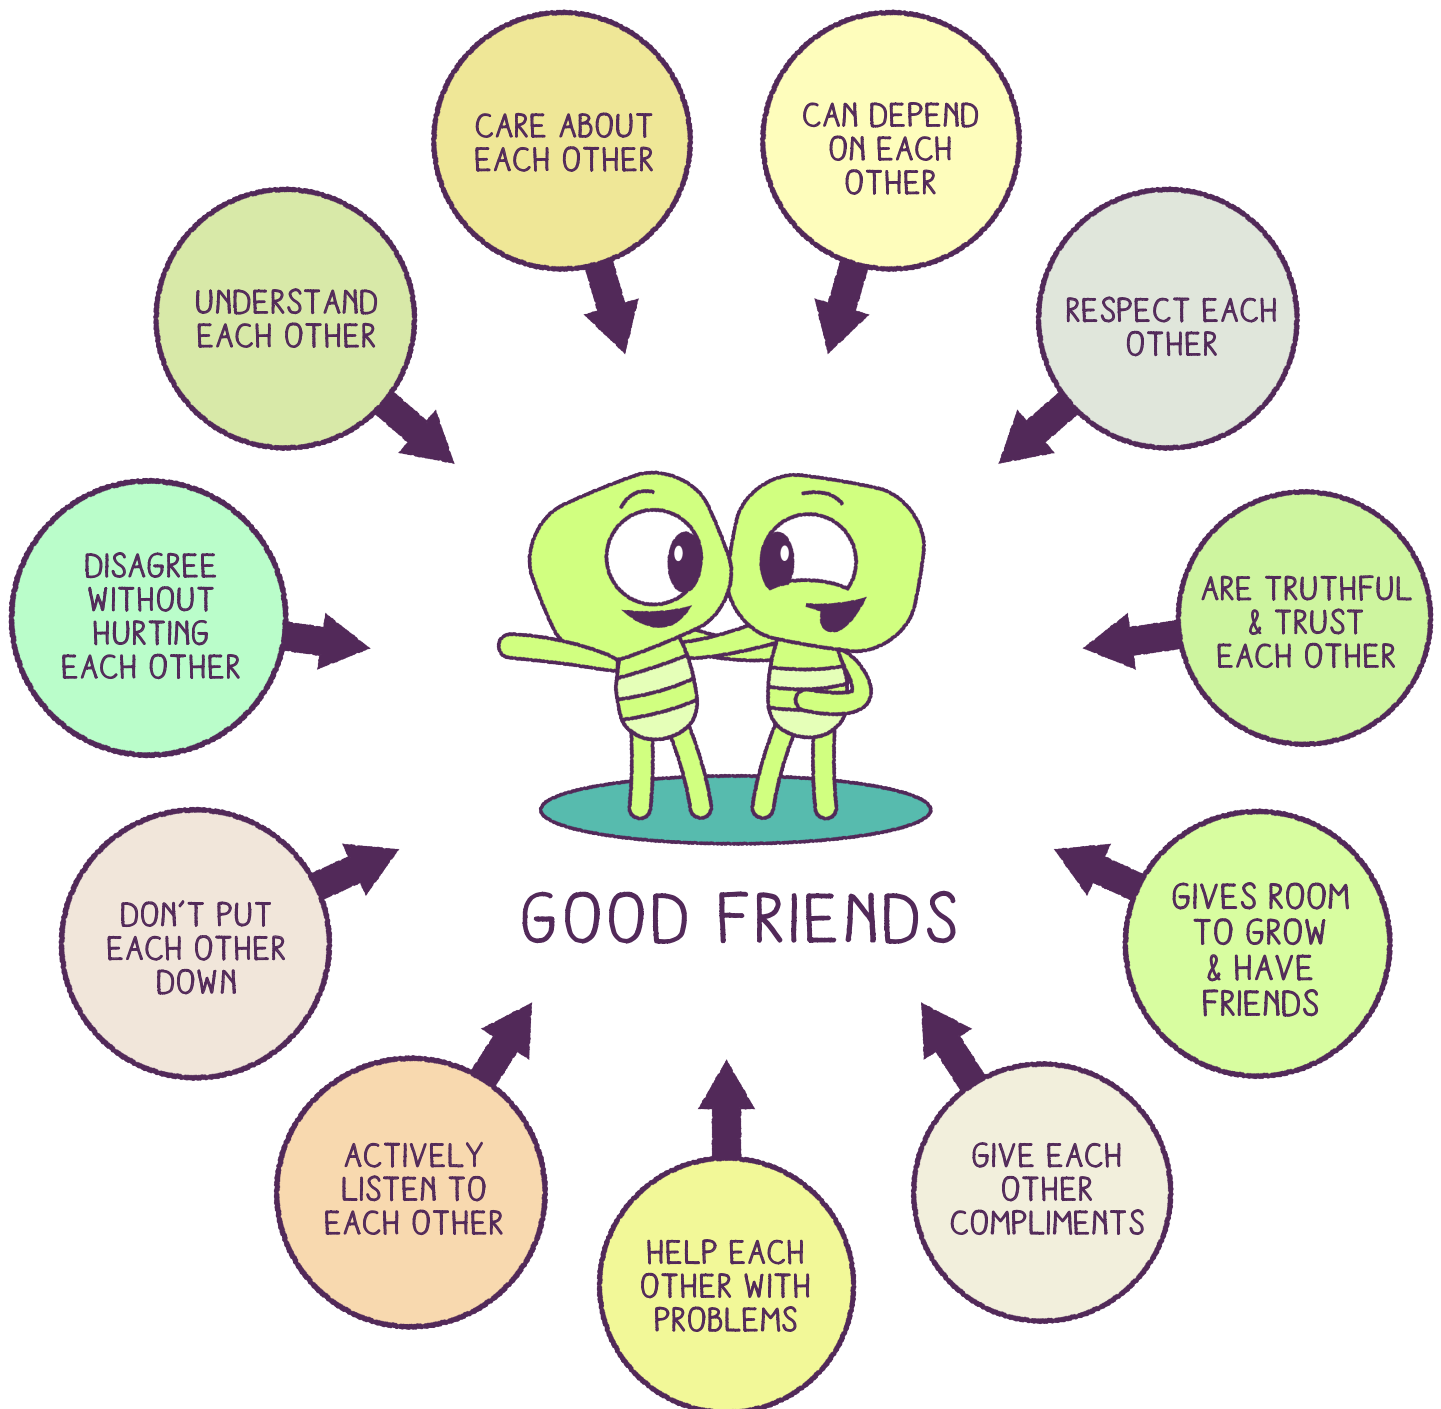 CARE ABOUT
EACH OTHER
CAN DEPEND
ON EACH
OTHER
RESPECT EACH
OTHER
ARE TRUTHFUL
& TRUST
EACH OTHER
GIVES ROOM
TO GROW
& HAVE
FRIENDS
GIVE EACH
OTHER
COMPLIMENTS
HELP EACH
OTHER WITH
PROBLEMS
ACTIVELY
LISTEN TO
EACH OTHER
DON'T PUT
EACH OTHER
DOWN
DISAGREE
WITHOUT
HURTING
EACH OTHER
UNDERSTAND
EACH OTHER
GOOD FRIENDS